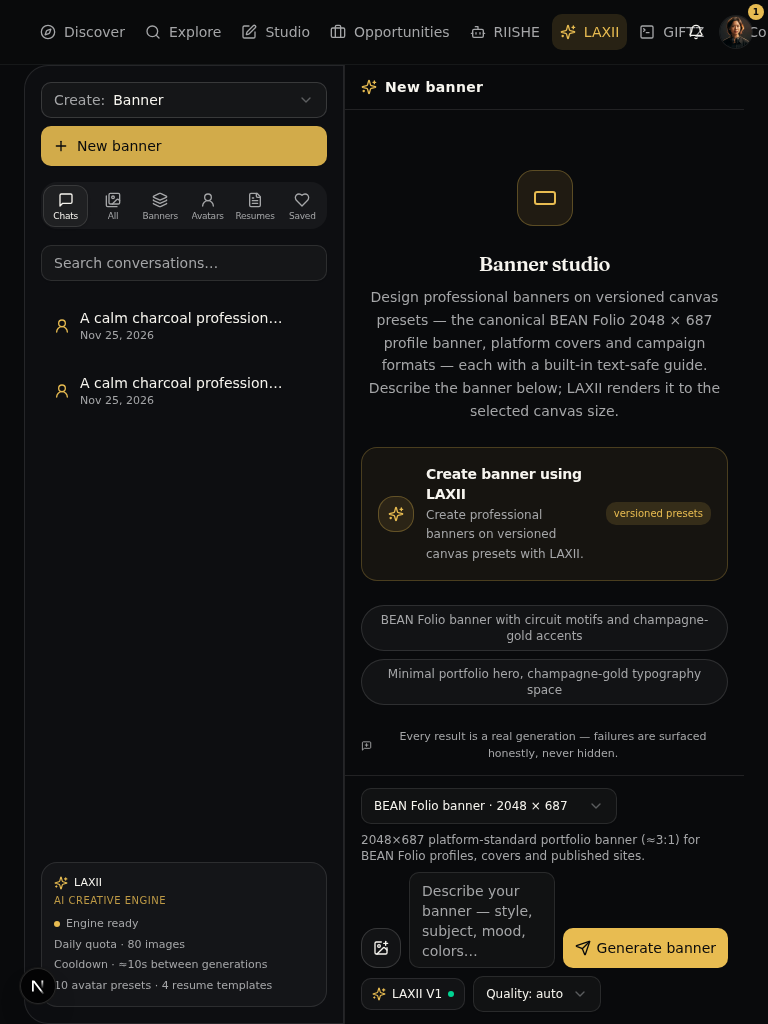 Discover
Explore
Studio
Opportunities
RIISHE
LAXII
1
Create: Banner
New banner
Chats
All
Banners
Avatars
Resumes
Saved
Search conversations…
A calm charcoal profession…
Nov 25, 2026
A calm charcoal profession…
Nov 25, 2026
LAXII
AI CREATIVE ENGINE
Engine ready
Daily quota · 80 images
Cooldown · ≈10s between generations
10 avatar presets · 4 resume templates
N
New banner
Banner studio
Design professional banners on versioned canvas
presets — the canonical BEAN Folio 2048 × 687
profile banner, platform covers and campaign
formats — each with a built-in text-safe guide.
Describe the banner below; LAXII renders it to the
selected canvas size.
Create banner using
LAXII
Create professional
banners on versioned
canvas presets with LAXII.
versioned presets
BEAN Folio banner with circuit motifs and champagne-
gold accents
Minimal portfolio hero, champagne-gold typography
space
Every result is a real generation — failures are surfaced
honestly, never hidden.
BEAN Folio banner · 2048 × 687
2048×687 platform-standard portfolio banner (≈3:1) for
BEAN Folio profiles, covers and published sites.
Describe your
banner — style,
subject, mood,
colors…
Generate banner
LAXII V1
Quality: auto